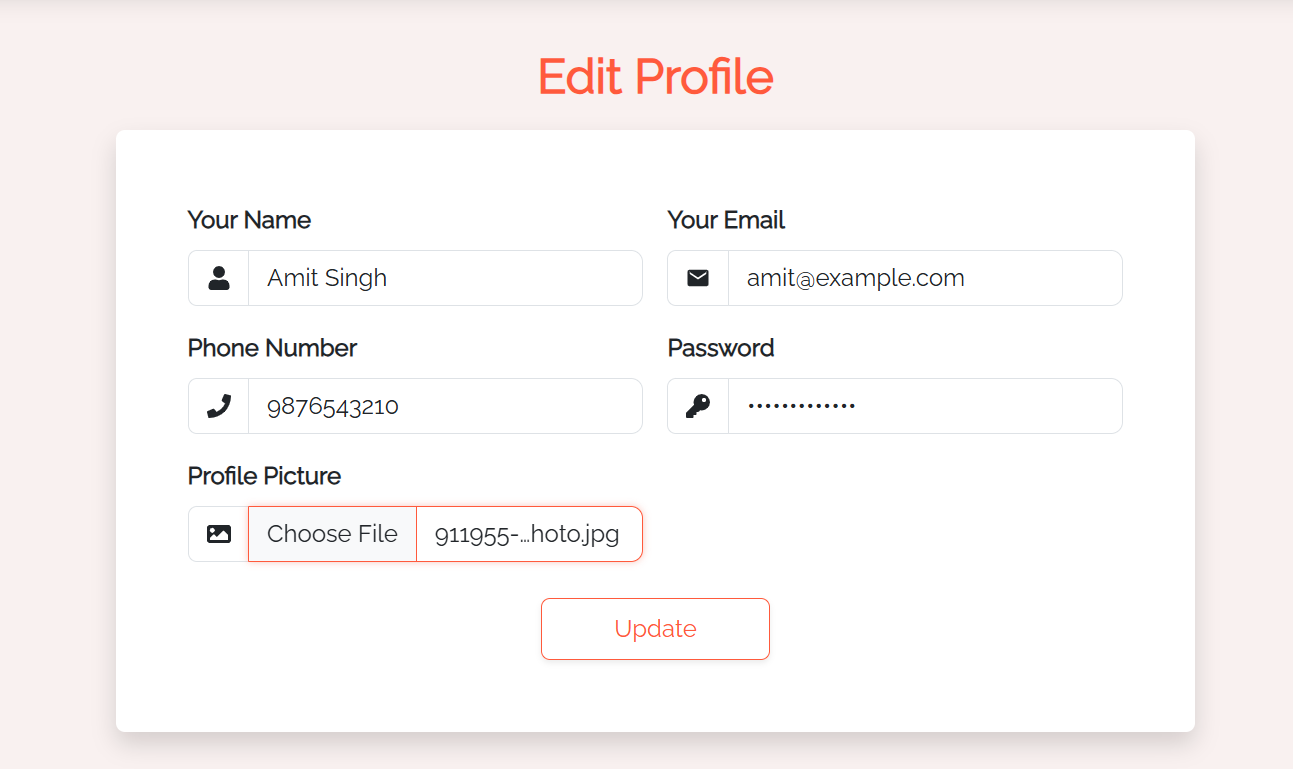 Edit Profile
Your Name
Your Email
Amit Singh
amit@example.com
Phone Number
Password
9876543210
•••••••••••••
Profile Picture
Choose File
911955-...hoto.jpg
Update